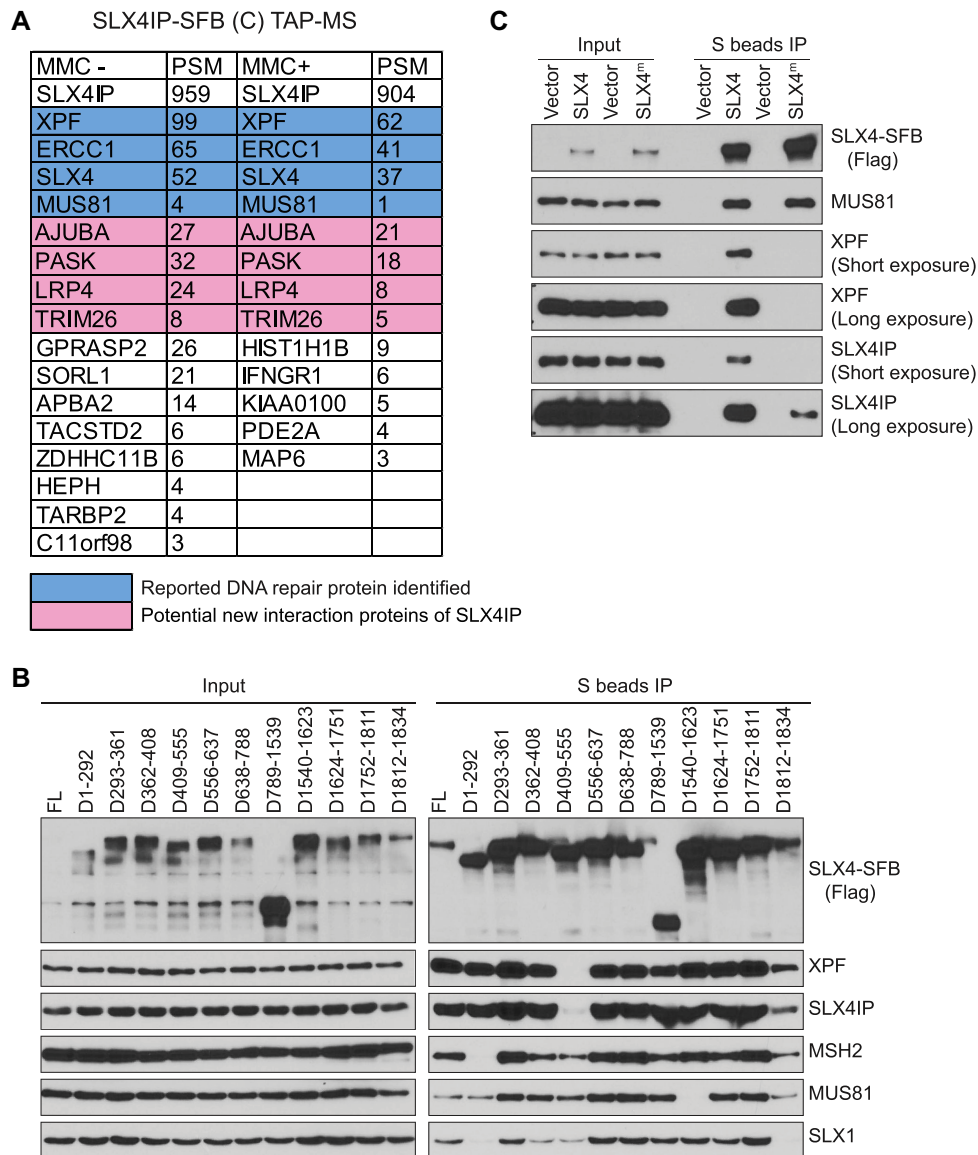 A
SLX4IP-SFB (C) TAP-MS
MMC - PSM MMC+ PSM
SLX4IP 959 SLX4IP 904
XPF 99 XPF 62
ERCC1 65 ERCC1 41
SLX4 52 SLX4 37
MUS81 4 MUS81 1
AJUBA 27 AJUBA 21
PASK 32 PASK 18
LRP4 24 LRP4 8
TRIM26 8 TRIM26 5
GPRASP2 26 HIST1H1B 9
SORL1 21 IFNGR1 6
APBA2 14 KIAA0100 5
TACSTD2 6 PDE2A 4
ZDHHC11B 6 MAP6 3
HEPH 4
TARBP2 4
C11orf98 3
Reported DNA repair protein identified
Potential new interaction proteins of SLX4IP
C
Input S beads IP
Vector SLX4 Vector SLX4m Vector SLX4 Vector SLX4m
SLX4-SFB
(Flag)
MUS81
XPF
(Short exposure)
XPF
(Long exposure)
SLX4IP
(Short exposure)
SLX4IP
(Long exposure)
B
Input S beads IP
FL D1-292 D293-361 D362-408 D409-555 D556-637 D638-788 D789-1539 D1540-1623 D1624-1751 D1752-1811 D1812-1834 FL D1-292 D293-361 D362-408 D409-555 D556-637 D638-788 D789-1539 D1540-1623 D1624-1751 D1752-1811 D1812-1834
SLX4-SFB
(Flag)
XPF
SLX4IP
MSH2
MUS81
SLX1